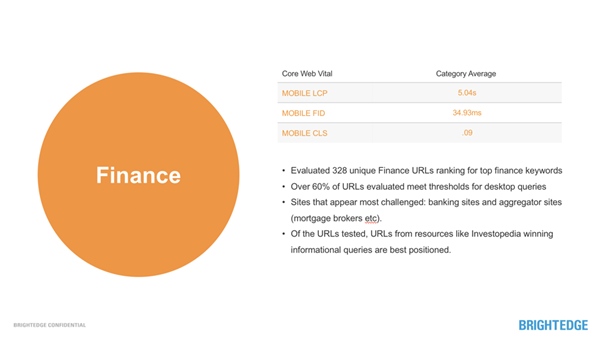 Finance
Core Web Vital Category Average
MOBILE LCP 5.04s
MOBILE FID 34.93ms
MOBILE CLS .09
• Evaluated 328 unique Finance URLs ranking for top finance keywords
• Over 60% of URLs evaluated meet thresholds for desktop queries
• Sites that appear most challenged: banking sites and aggregator sites
(mortgage brokers etc).
• Of the URLs tested, URLs from resources like Investopedia winning
informational queries are best positioned.
BRIGHTEDGE CONFIDENTIAL
BRIGHTEDGE